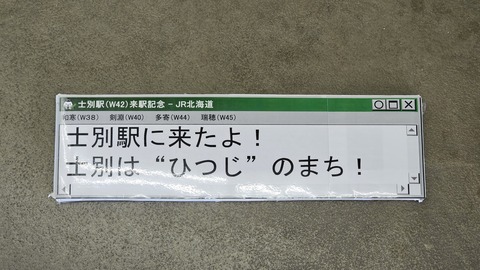 士別駅(W42)来駅記念 - JR北海道
和寒(W38) 剣淵(W40) 多寄(W44) 瑞穂(W45)
士別駅に来たよ！
士別は“ひつじ”のまち！